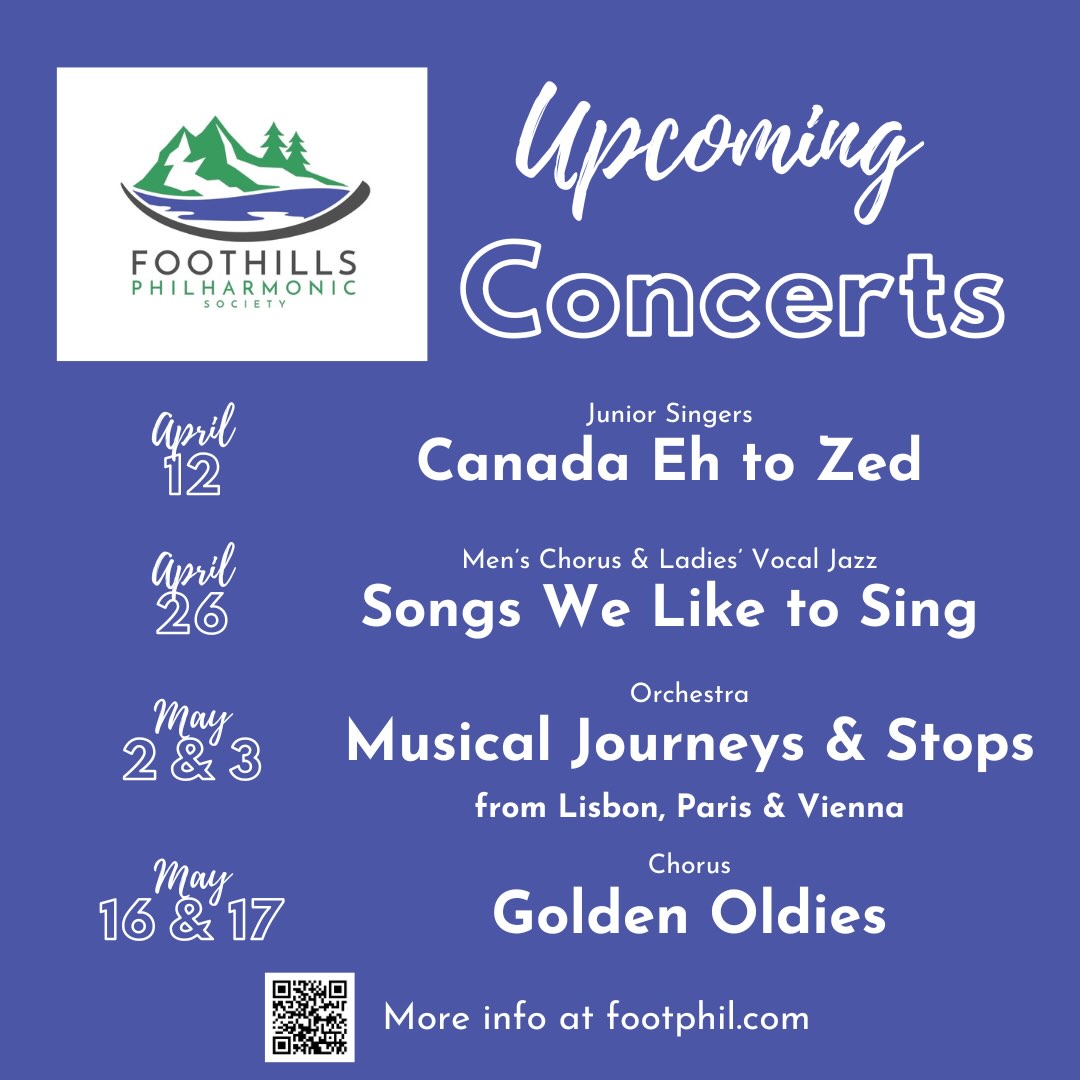 FOOTHILLS
PHILHARMONIC
SOCIETY
Upcoming
Concerts
April
12
Junior Singers
Canada Eh to Zed
April
26
Men's Chorus & Ladies' Vocal Jazz
Songs We Like to Sing
May
2 & 3
Orchestra
Musical Journeys & Stops
from Lisbon, Paris & Vienna
May
16 & 17
Chorus
Golden Oldies
More info at footphil.com